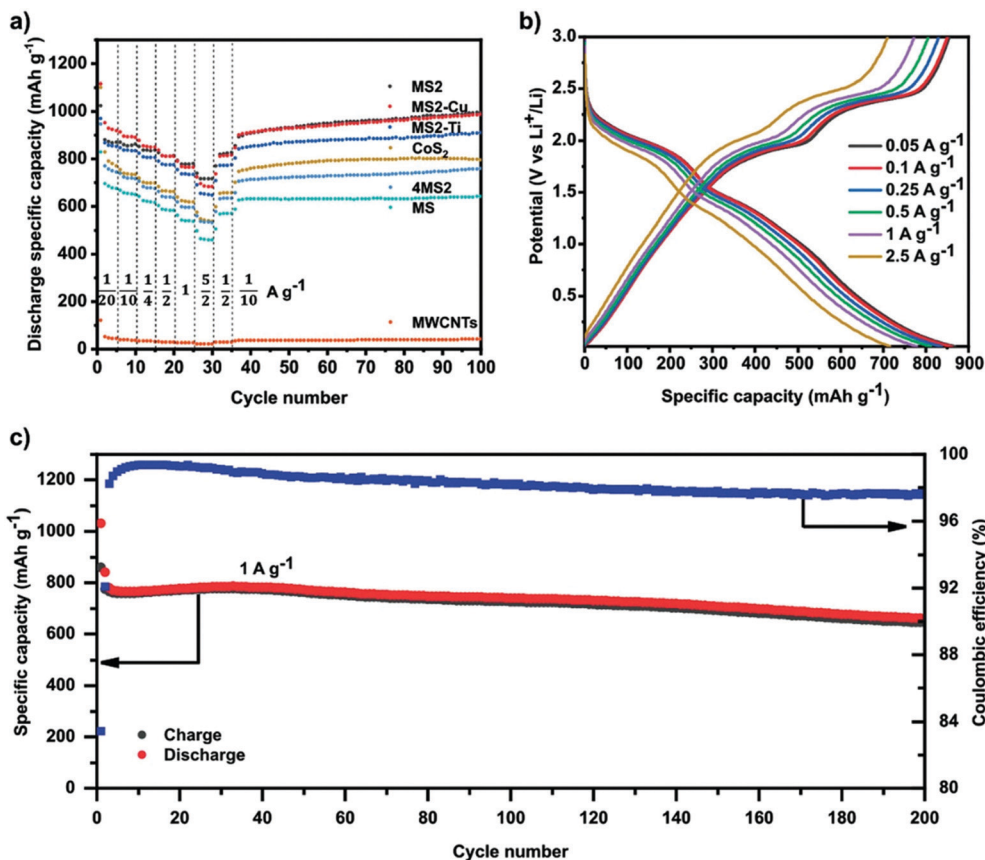 a)
Discharge specific capacity (mAh g⁻¹)
1200
1000
800
600
400
200
0
MS2
MS2-Cu
MS2-Ti
CoS₂
4MS2
MS
MWCNTs
1/20 1/10 1/4 1/2 1 5/2 1/2 1/10 A g⁻¹
0 10 20 30 40 50 60 70 80 90 100
Cycle number
b)
Potential (V vs Li⁺/Li)
3.0
2.5
2.0
1.5
1.0
0.5
0.05 A g⁻¹
0.1 A g⁻¹
0.25 A g⁻¹
0.5 A g⁻¹
1 A g⁻¹
2.5 A g⁻¹
0 100 200 300 400 500 600 700 800 900
Specific capacity (mAh g⁻¹)
c)
Specific capacity (mAh g⁻¹)
1200
1000
800
600
400
200
0
1 A g⁻¹
Charge
Discharge
100
96
92
88
84
80
Coulombic efficiency (%)
0 20 40 60 80 100 120 140 160 180 200
Cycle number